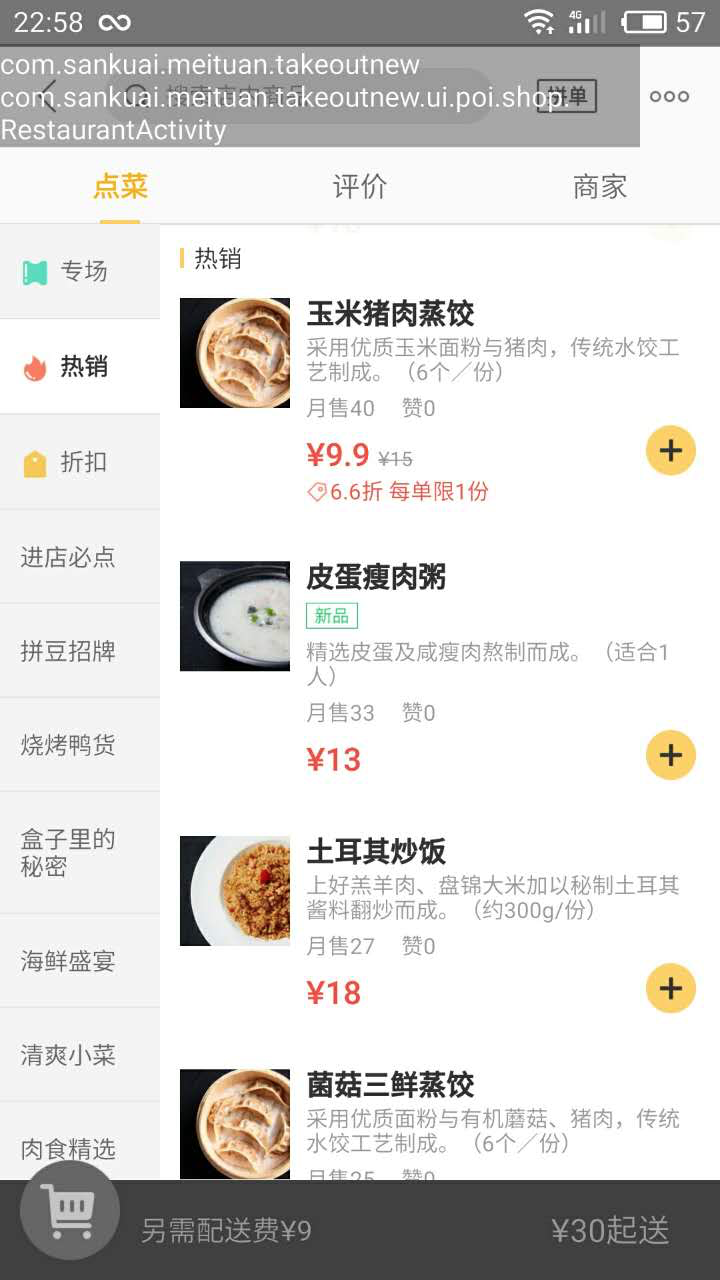 22:58
4G
57
com.sankuai.meituan.takeoutnew
com.sankuai.meituan.takeoutnew.ui.poi.shop.
RestaurantActivity
拼单
点菜
评价
商家
专场
热销
折扣
进店必点
拼豆招牌
烧烤鸭货
盒子里的
秘密
海鲜盛宴
清爽小菜
肉食精选
热销
玉米猪肉蒸饺
采用优质玉米面粉与猪肉，传统水饺工
艺制成。（6个／份）
月售40 赞0
¥9.9 ¥15
6.6折 每单限1份
皮蛋瘦肉粥
新品
精选皮蛋及咸瘦肉熬制而成。（适合1
人）
月售33 赞0
¥13
土耳其炒饭
上好羔羊肉、盘锦大米加以秘制土耳其
酱料翻炒而成。（约300g/份）
月售27 赞0
¥18
菌菇三鲜蒸饺
采用优质面粉与有机蘑菇、猪肉，传统
水饺工艺制成。（6个／份）
月售25 赞0
另需配送费¥9
¥30起送